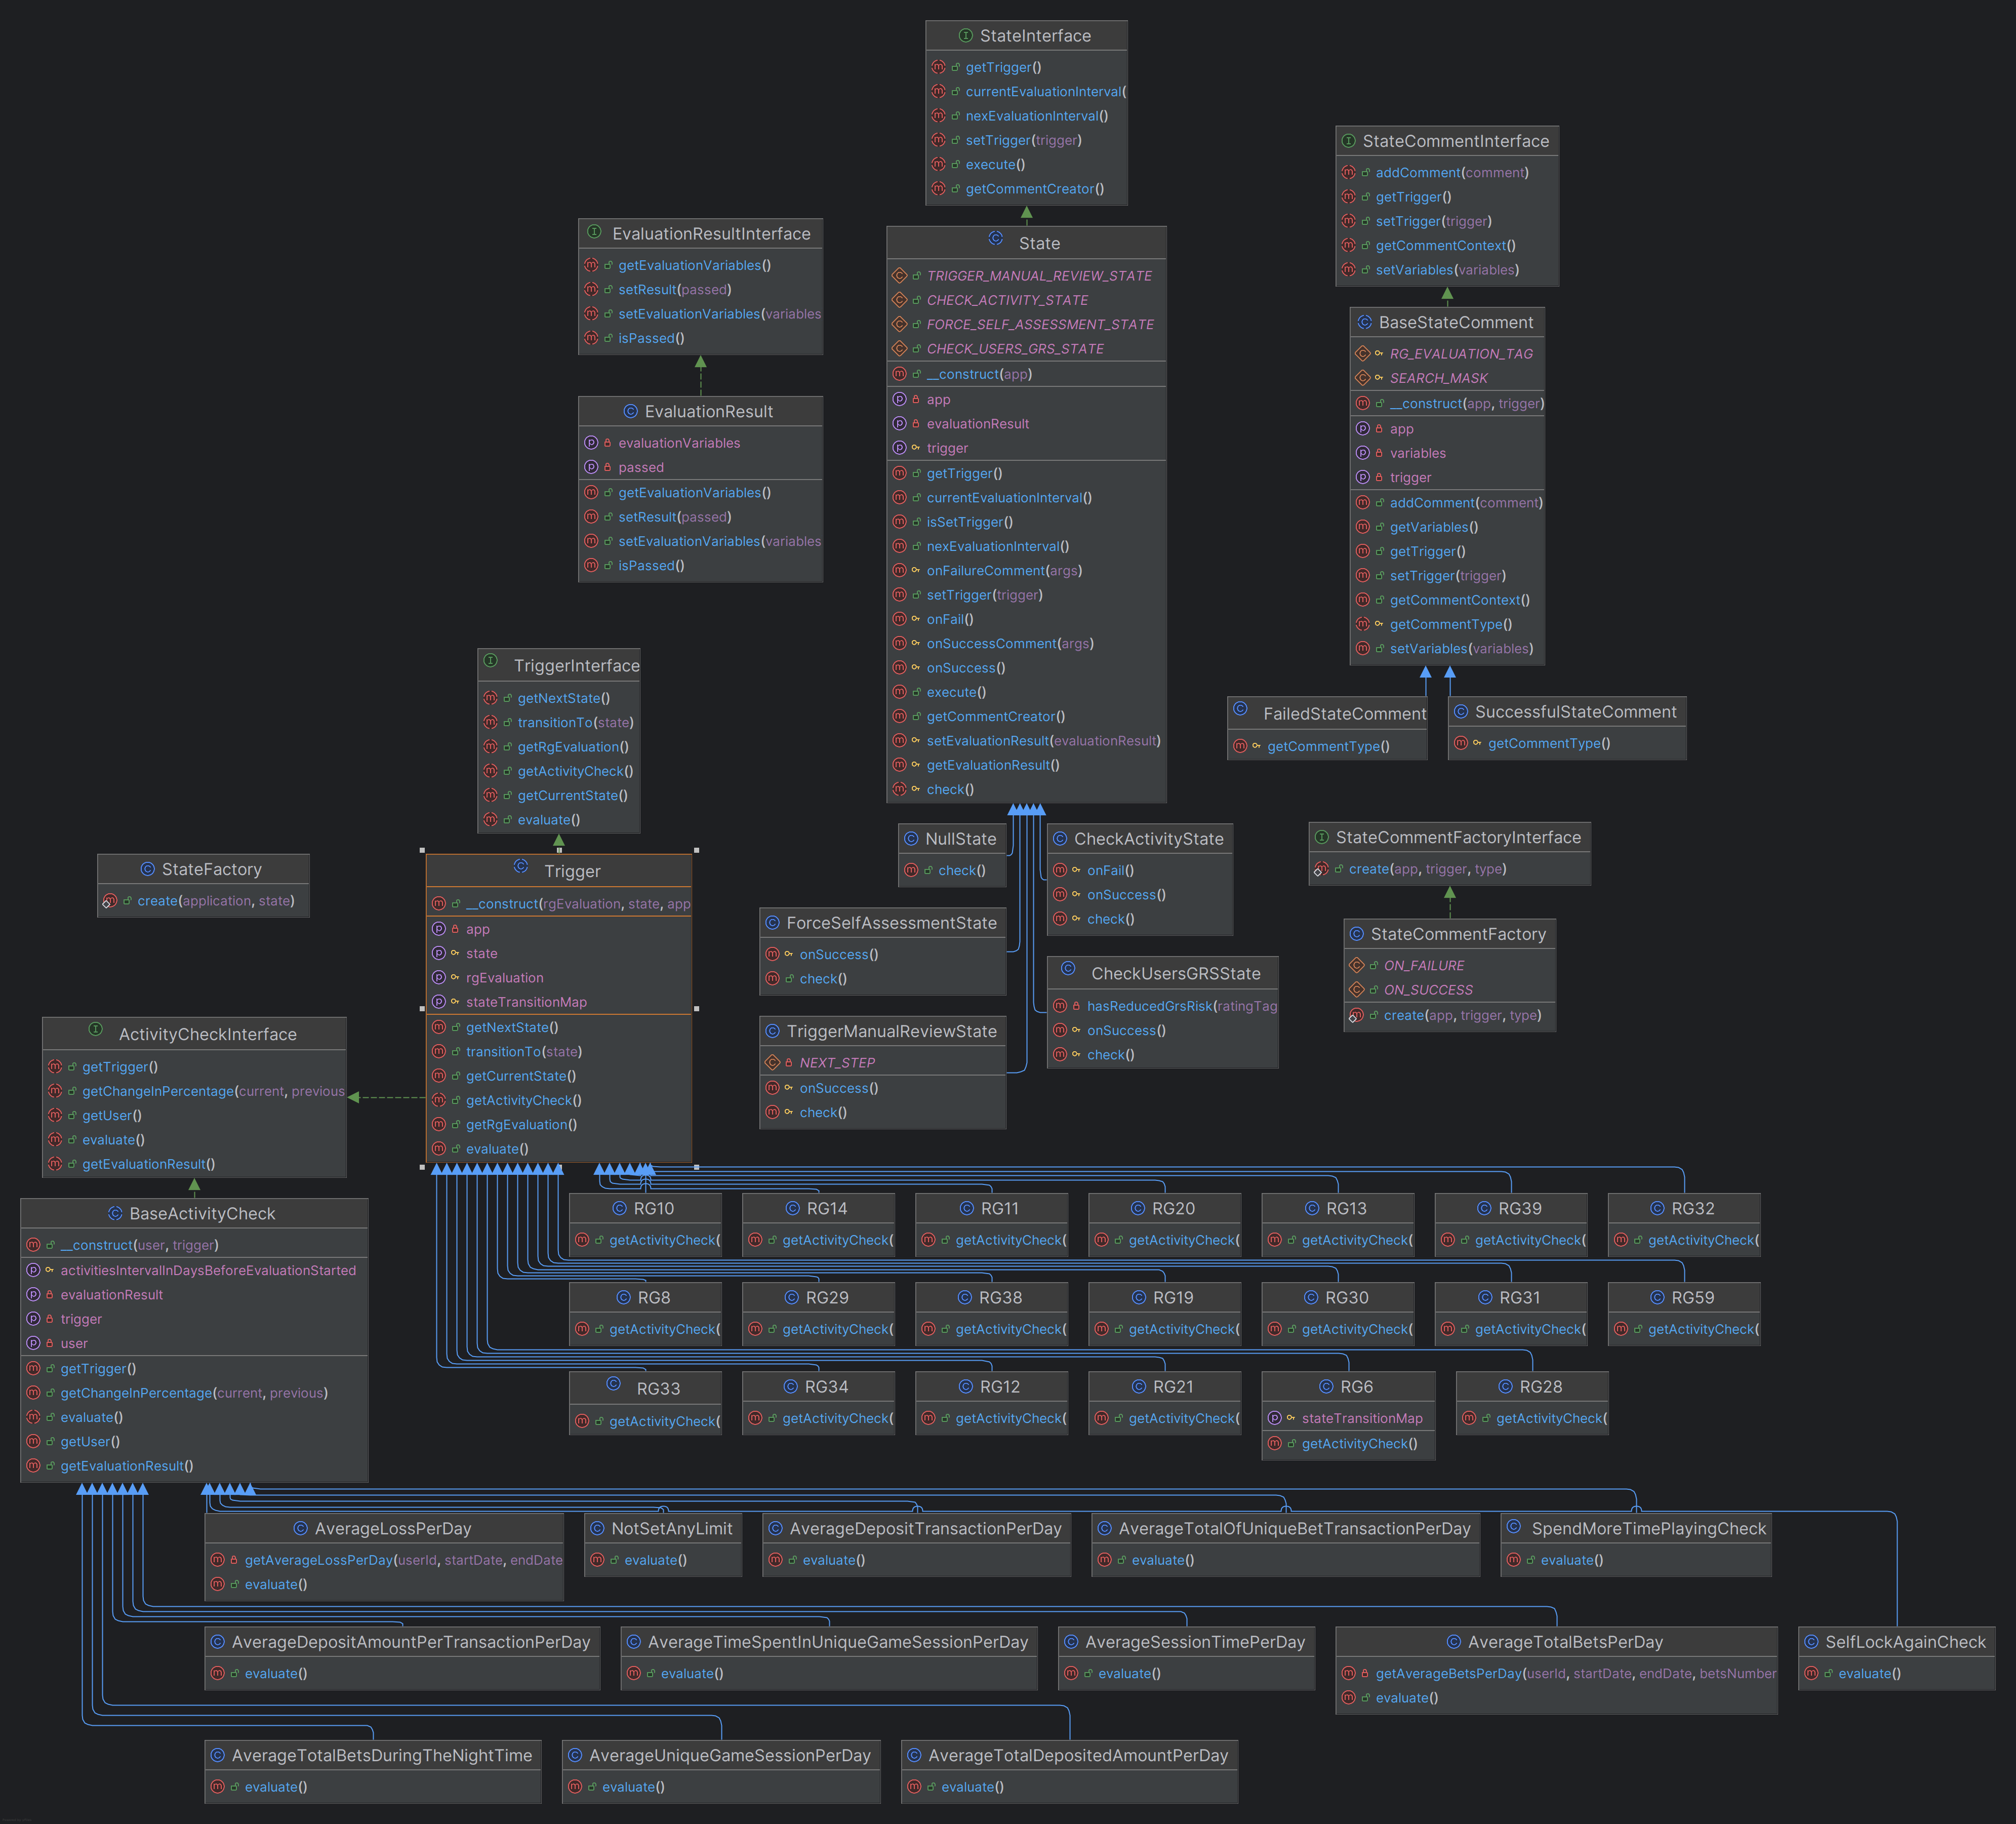 StateInterface
getTrigger()
currentEvaluationInterval(
nexEvaluationInterval()
setTrigger(trigger)
execute()
getCommentCreator()
StateCommentInterface
addComment(comment)
getTrigger()
setTrigger(trigger)
getCommentContext()
setVariables(variables)
EvaluationResultInterface
getEvaluationVariables()
setResult(passed)
setEvaluationVariables(variables
isPassed()
State
TRIGGER_MANUAL_REVIEW_STATE
CHECK_ACTIVITY_STATE
FORCE_SELF_ASSESSMENT_STATE
CHECK_USERS_GRS_STATE
__construct(app)
app
evaluationResult
trigger
getTrigger()
currentEvaluationInterval()
isSetTrigger()
nexEvaluationInterval()
onFailureComment(args)
setTrigger(trigger)
onFail()
onSuccessComment(args)
onSuccess()
execute()
getCommentCreator()
setEvaluationResult(evaluationResult)
getEvaluationResult()
check()
BaseStateComment
RG_EVALUATION_TAG
SEARCH_MASK
__construct(app, trigger)
app
variables
trigger
addComment(comment)
getVariables()
getTrigger()
setTrigger(trigger)
getCommentContext()
getCommentType()
setVariables(variables)
EvaluationResult
evaluationVariables
passed
getEvaluationVariables()
setResult(passed)
setEvaluationVariables(variables
isPassed()
TriggerInterface
getNextState()
transitionTo(state)
getRgEvaluation()
getActivityCheck()
getCurrentState()
evaluate()
FailedStateComment
getCommentType()
SuccessfulStateComment
getCommentType()
StateFactory
create(application, state)
Trigger
__construct(rgEvaluation, state, app
app
state
rgEvaluation
stateTransitionMap
getNextState()
transitionTo(state)
getCurrentState()
getActivityCheck()
getRgEvaluation()
evaluate()
NullState
check()
CheckActivityState
onFail()
onSuccess()
check()
ForceSelfAssessmentState
onSuccess()
check()
CheckUsersGRSState
hasReducedGrsRisk(ratingTag
onSuccess()
check()
TriggerManualReviewState
NEXT_STEP
onSuccess()
check()
StateCommentFactoryInterface
create(app, trigger, type)
StateCommentFactory
ON_FAILURE
ON_SUCCESS
create(app, trigger, type)
ActivityCheckInterface
getTrigger()
getChangeInPercentage(current, previous
getUser()
evaluate()
getEvaluationResult()
BaseActivityCheck
__construct(user, trigger)
activitiesIntervalInDaysBeforeEvaluationStarted
evaluationResult
trigger
user
getTrigger()
getChangeInPercentage(current, previous)
evaluate()
getUser()
getEvaluationResult()
RG10
getActivityCheck(
RG14
getActivityCheck(
RG11
getActivityCheck(
RG20
getActivityCheck(
RG13
getActivityCheck(
RG39
getActivityCheck(
RG32
getActivityCheck(
RG8
getActivityCheck(
RG29
getActivityCheck(
RG38
getActivityCheck(
RG19
getActivityCheck(
RG30
getActivityCheck(
RG31
getActivityCheck(
RG59
getActivityCheck(
RG33
getActivityCheck(
RG34
getActivityCheck(
RG12
getActivityCheck(
RG21
getActivityCheck(
RG6
stateTransitionMap
getActivityCheck()
RG28
getActivityCheck(
AverageLossPerDay
getAverageLossPerDay(userId, startDate, endDate
evaluate()
NotSetAnyLimit
evaluate()
AverageDepositTransactionPerDay
evaluate()
AverageTotalOfUniqueBetTransactionPerDay
evaluate()
SpendMoreTimePlayingCheck
evaluate()
AverageDepositAmountPerTransactionPerDay
evaluate()
AverageTimeSpentInUniqueGameSessionPerDay
evaluate()
AverageSessionTimePerDay
evaluate()
AverageTotalBetsPerDay
getAverageBetsPerDay(userId, startDate, endDate, betsNumber
evaluate()
SelfLockAgainCheck
evaluate()
AverageTotalBetsDuringTheNightTime
evaluate()
AverageUniqueGameSessionPerDay
evaluate()
AverageTotalDepositedAmountPerDay
evaluate()